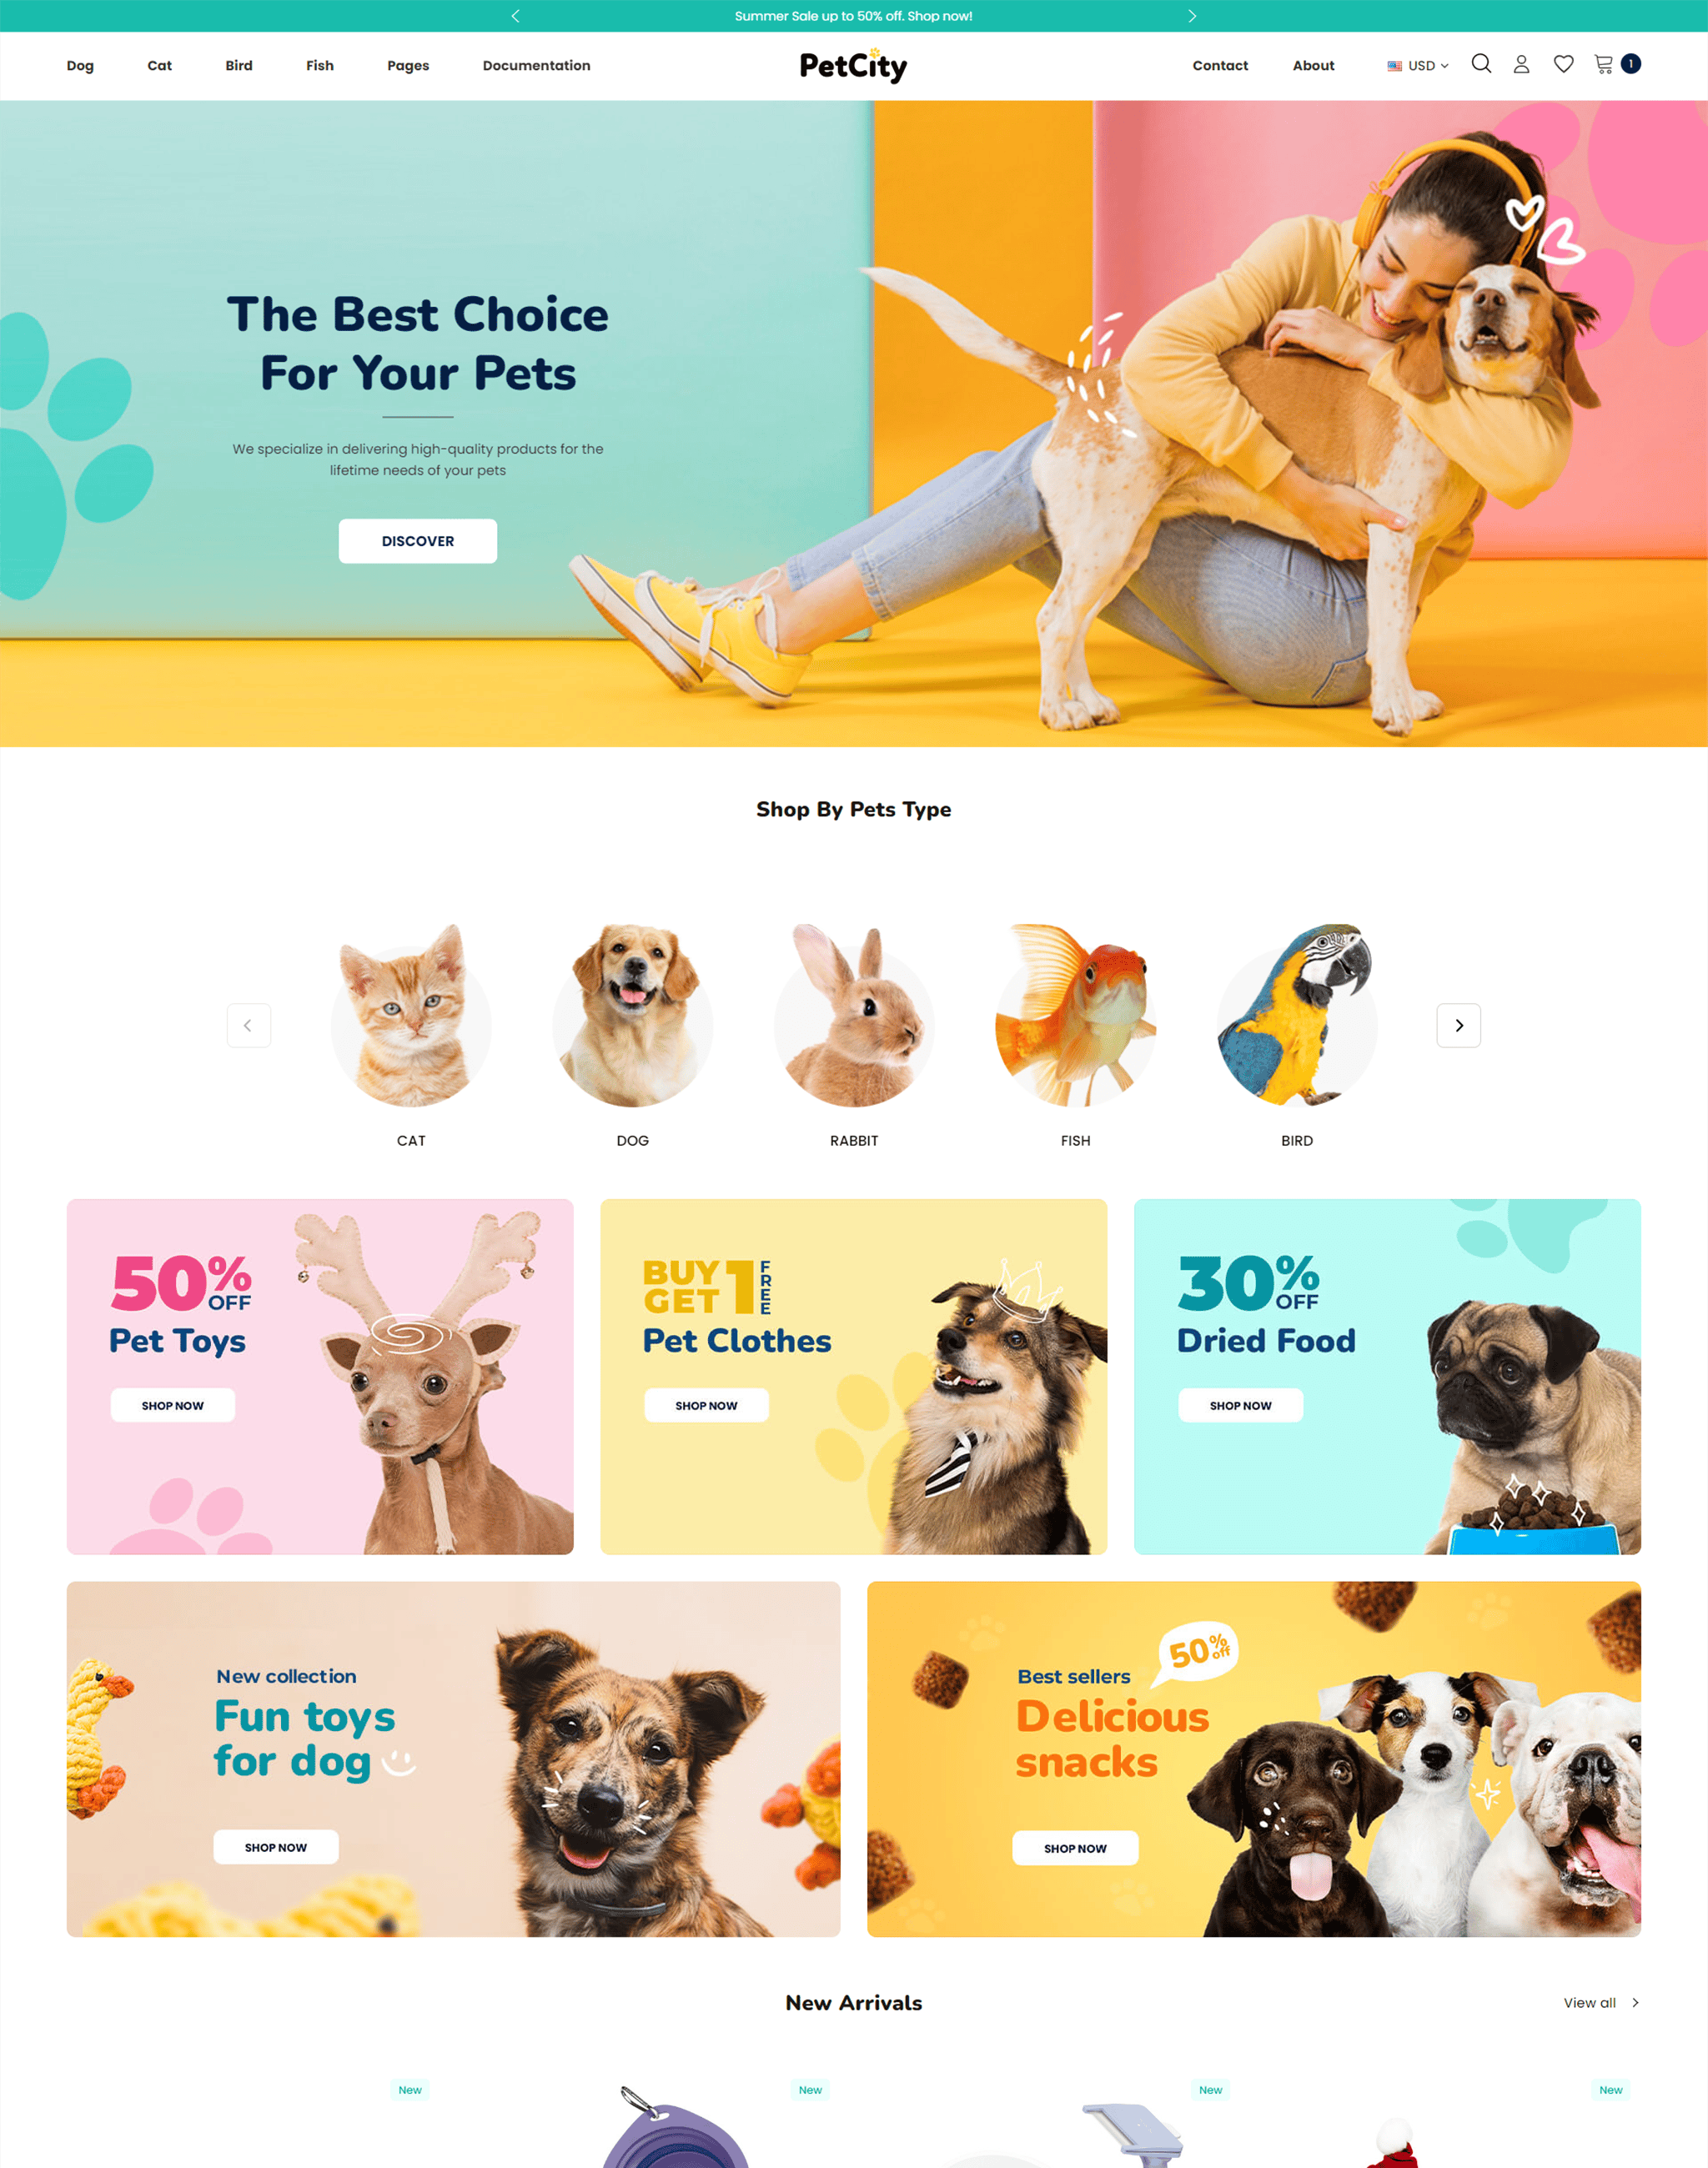 Summer Sale up to 50% off. Shop now!
Dog Cat Bird Fish Pages Documentation PetCity Contact About USD 1
The Best Choice
For Your Pets
We specialize in delivering high-quality products for the
lifetime needs of your pets
DISCOVER
Shop By Pets Type
CAT DOG RABBIT FISH BIRD
50% OFF
Pet Toys
SHOP NOW
BUY 1 GET 1 FREE
Pet Clothes
SHOP NOW
30% OFF
Dried Food
SHOP NOW
New collection
Fun toys
for dog
SHOP NOW
50% off
Best sellers
Delicious
snacks
SHOP NOW
New Arrivals
View all
New New New New